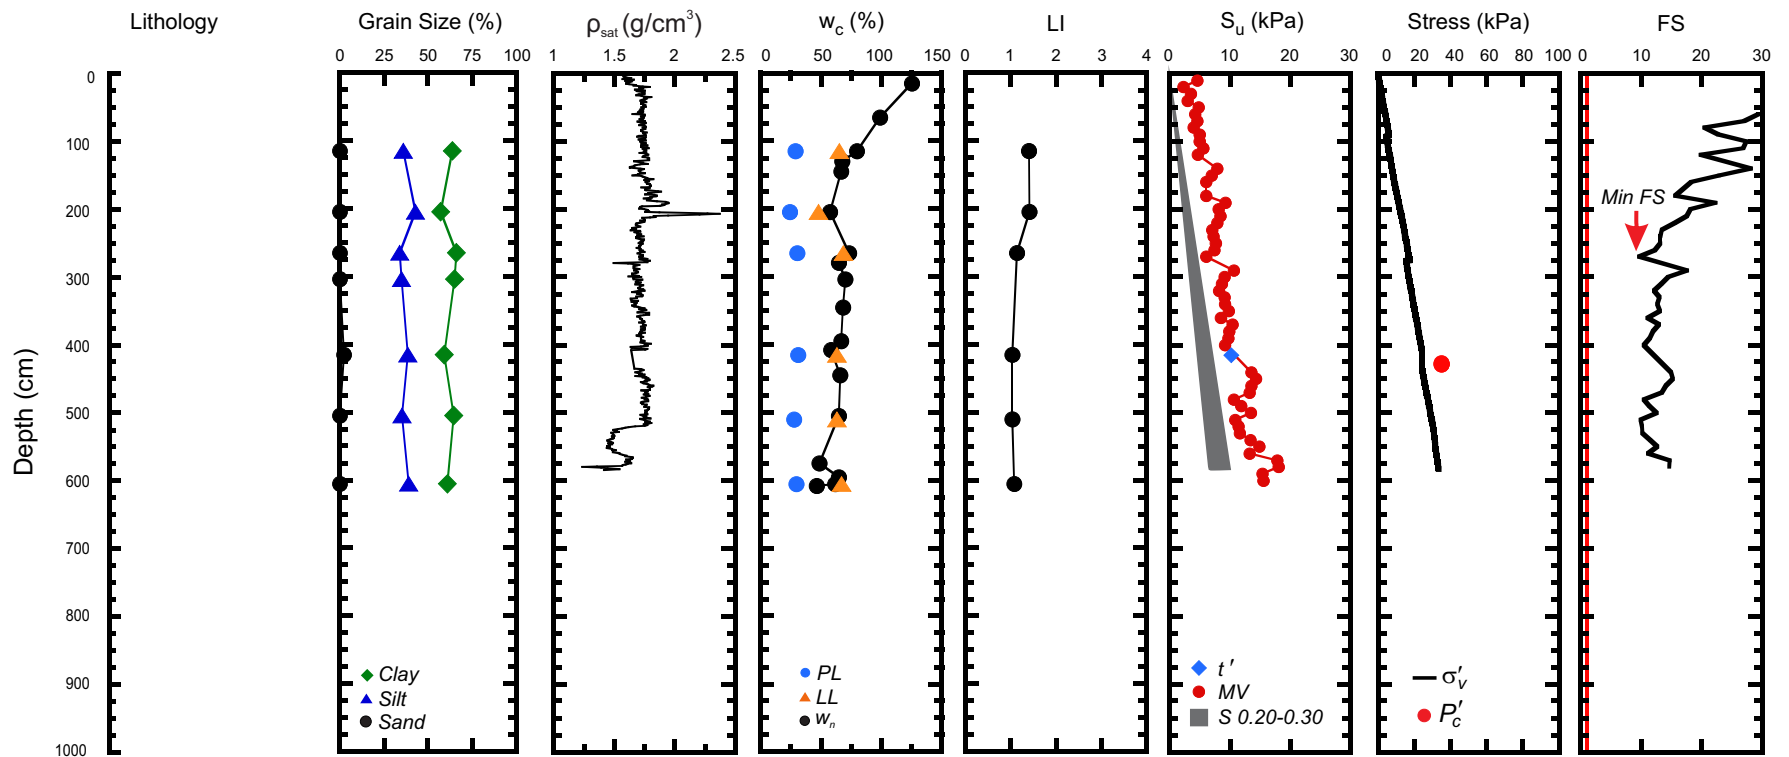 Lithology
Grain Size (%)
ρsat (g/cm³)
wc (%)
LI
Su (kPa)
Stress (kPa)
FS
0 25 50 75 100
1 1.5 2 2.5
0 50 100 150
0 1 2 3 4
0 10 20 30
0 20 40 60 80 100
0 10 20 30
Depth (cm)
0
100
200
300
400
500
600
700
800
900
1000
Clay
Silt
Sand
PL
LL
wn
t′
MV
S 0.20-0.30
σ′v
P′c
Min FS